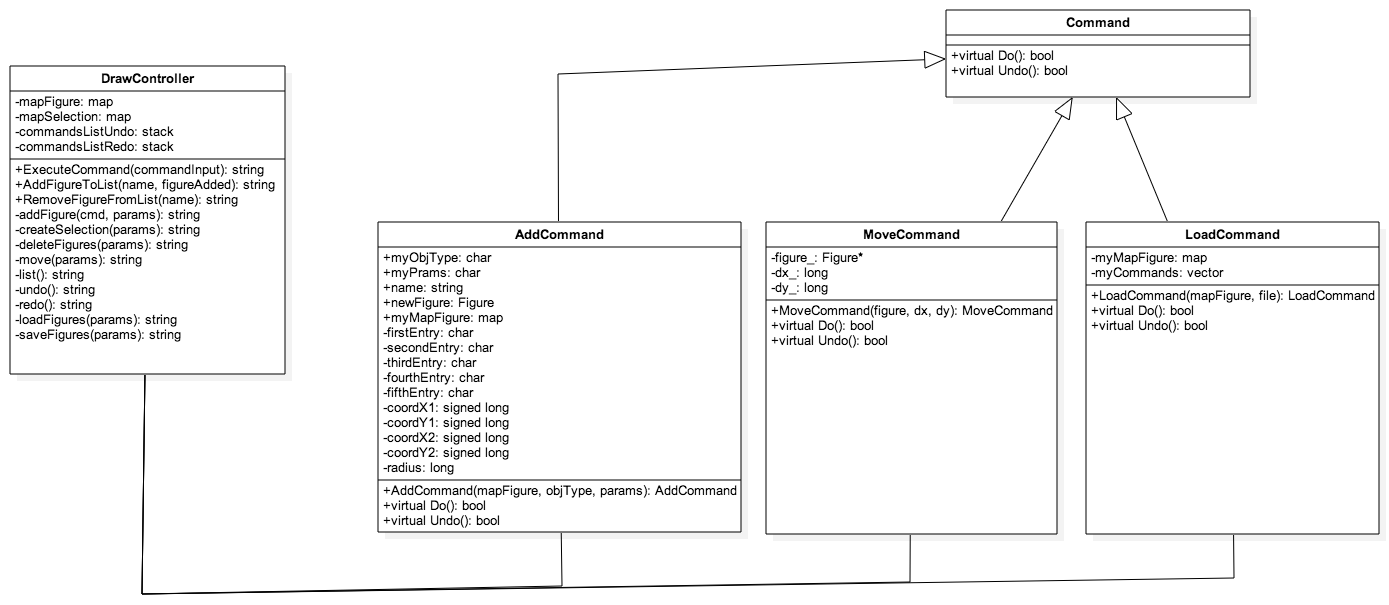 Command
+virtual Do(): bool
+virtual Undo(): bool
DrawController
-mapFigure: map
-mapSelection: map
-commandsListUndo: stack
-commandsListRedo: stack
+ExecuteCommand(commandInput): string
+AddFigureToList(name, figureAdded): string
+RemoveFigureFromList(name): string
-addFigure(cmd, params): string
-createSelection(params): string
-deleteFigures(params): string
-move(params): string
-list(): string
-undo(): string
-redo(): string
-loadFigures(params): string
-saveFigures(params): string
AddCommand
+myObjType: char
+myPrams: char
+name: string
+newFigure: Figure
+myMapFigure: map
-firstEntry: char
-secondEntry: char
-thirdEntry: char
-fourthEntry: char
-fifthEntry: char
-coordX1: signed long
-coordY1: signed long
-coordX2: signed long
-coordY2: signed long
-radius: long
+AddCommand(mapFigure, objType, params): AddCommand
+virtual Do(): bool
+virtual Undo(): bool
MoveCommand
-figure_: Figure*
-dx_: long
-dy_: long
+MoveCommand(figure, dx, dy): MoveCommand
+virtual Do(): bool
+virtual Undo(): bool
LoadCommand
-myMapFigure: map
-myCommands: vector
+LoadCommand(mapFigure, file): LoadCommand
+virtual Do(): bool
+virtual Undo(): bool